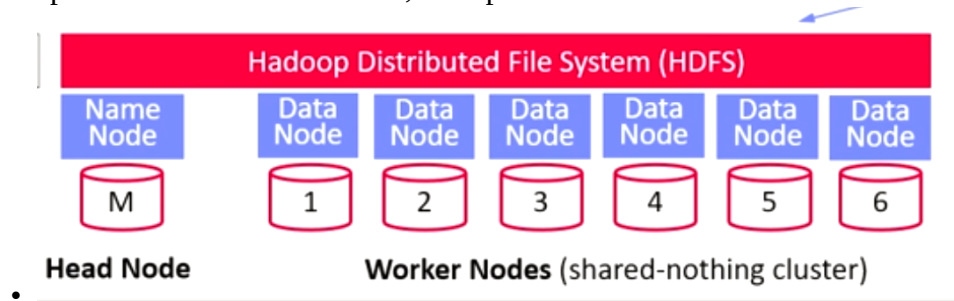 Hadoop Distributed File System (HDFS)
Name
Node
Data
Node
Data
Node
Data
Node
Data
Node
Data
Node
Data
Node
M
1
2
3
4
5
6
Head Node
Worker Nodes (shared-nothing cluster)